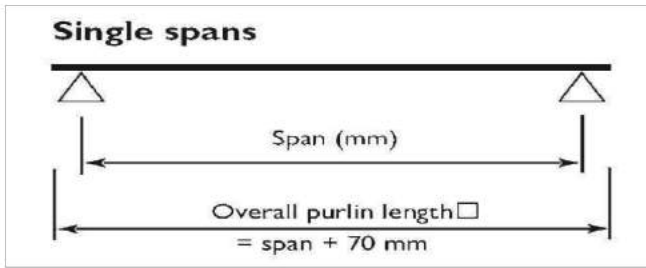 Single spans
Span (mm)
Overall purlin length□
= span + 70 mm